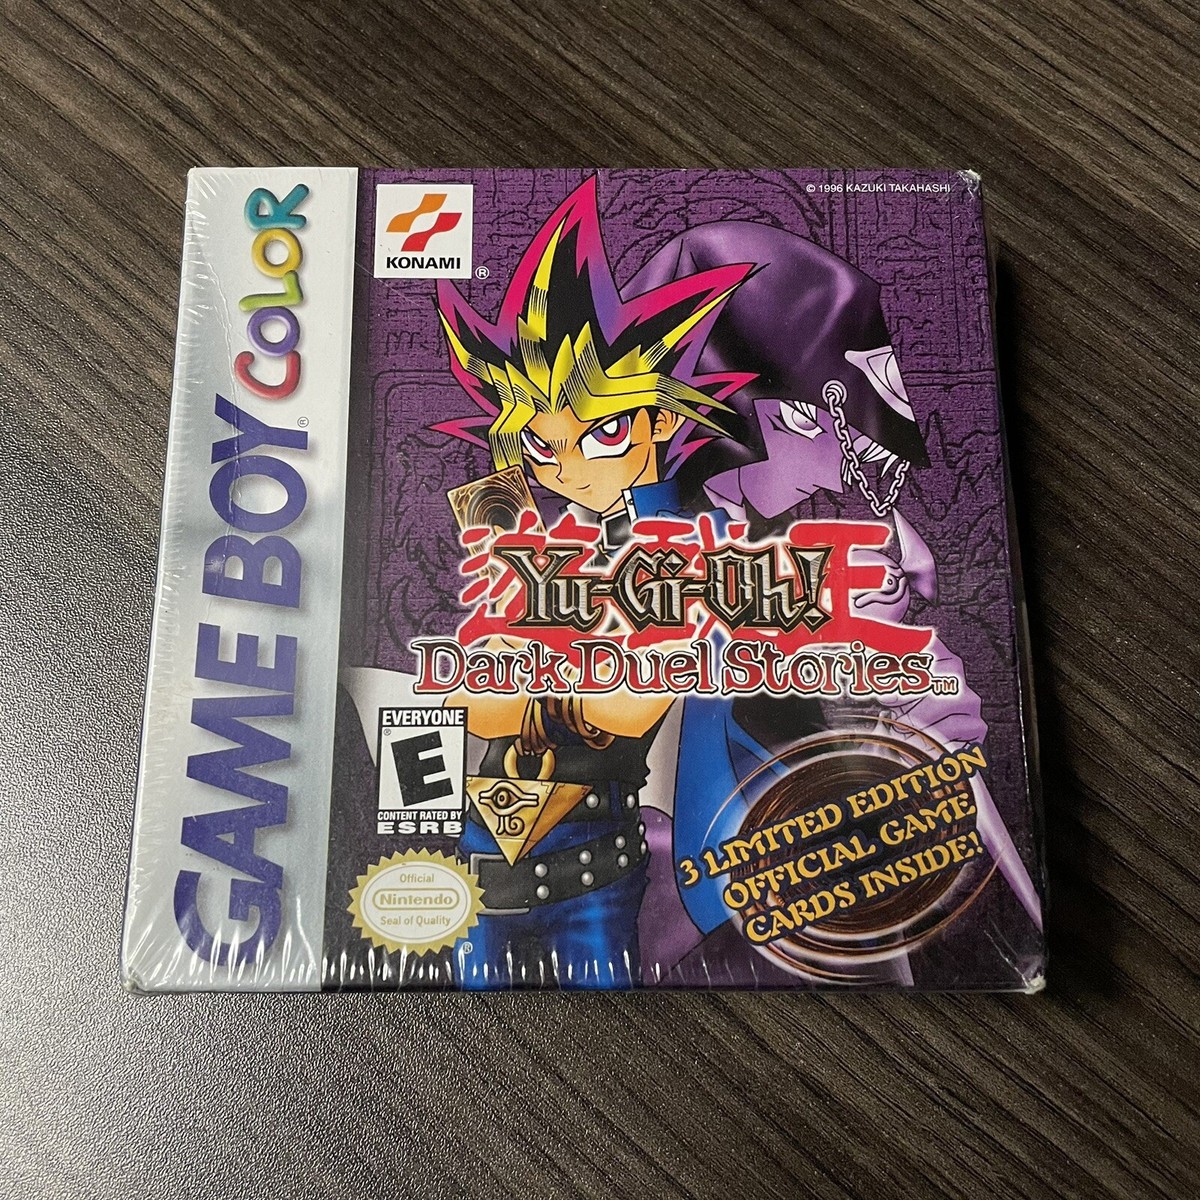 GAME BOY® COLOR
KONAMI
®
© 1996 KAZUKI TAKAHASHI
遊戯王
Yu-Gi-Oh!
Dark Duel Stories™
EVERYONE
®
E
CONTENT RATED BY
ESRB
Official
Nintendo
Seal of Quality
®
3 LIMITED EDITION
OFFICIAL GAME
CARDS INSIDE!